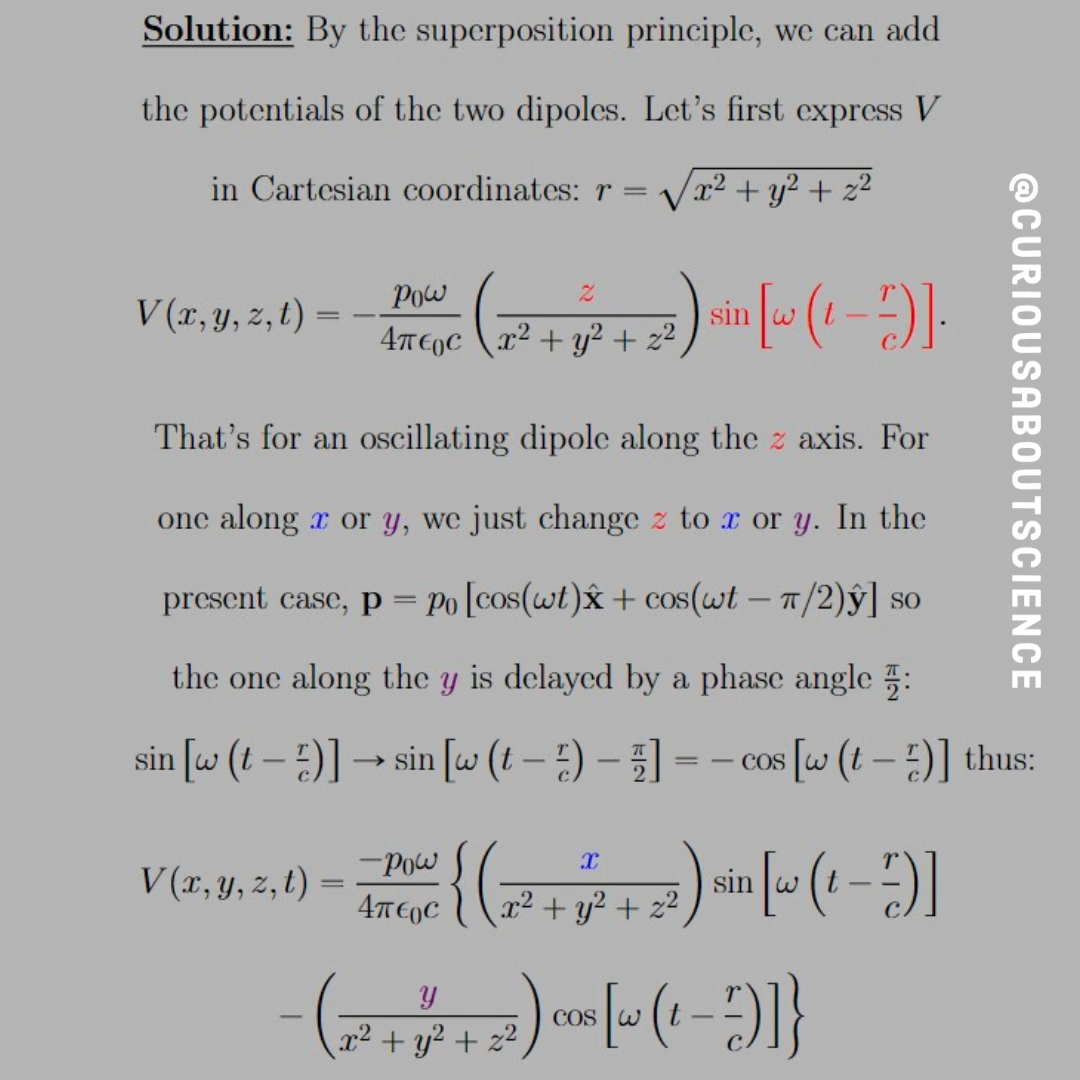 Solution: By the superposition principle, we can add
the potentials of the two dipoles. Let's first express V
in Cartesian coordinates: r = √(x² + y² + z²)
V(x, y, z, t) = −p₀ω/4πϵ₀c (z/(x² + y² + z²)) sin[ω(t − r/c)].
That's for an oscillating dipole along the z axis. For
one along x or y, we just change z to x or y. In the
present case, p = p₀[cos(ωt)x̂ + cos(ωt − π/2)ŷ] so
the one along the y is delayed by a phase angle π/2:
sin[ω(t − r/c)] → sin[ω(t − r/c) − π/2] = − cos[ω(t − r/c)] thus:
V(x, y, z, t) = −p₀ω/4πϵ₀c {(x/(x² + y² + z²)) sin[ω(t − r/c)]
− (y/(x² + y² + z²)) cos[ω(t − r/c)]}
@CURIOUSABOUTSCIENCE